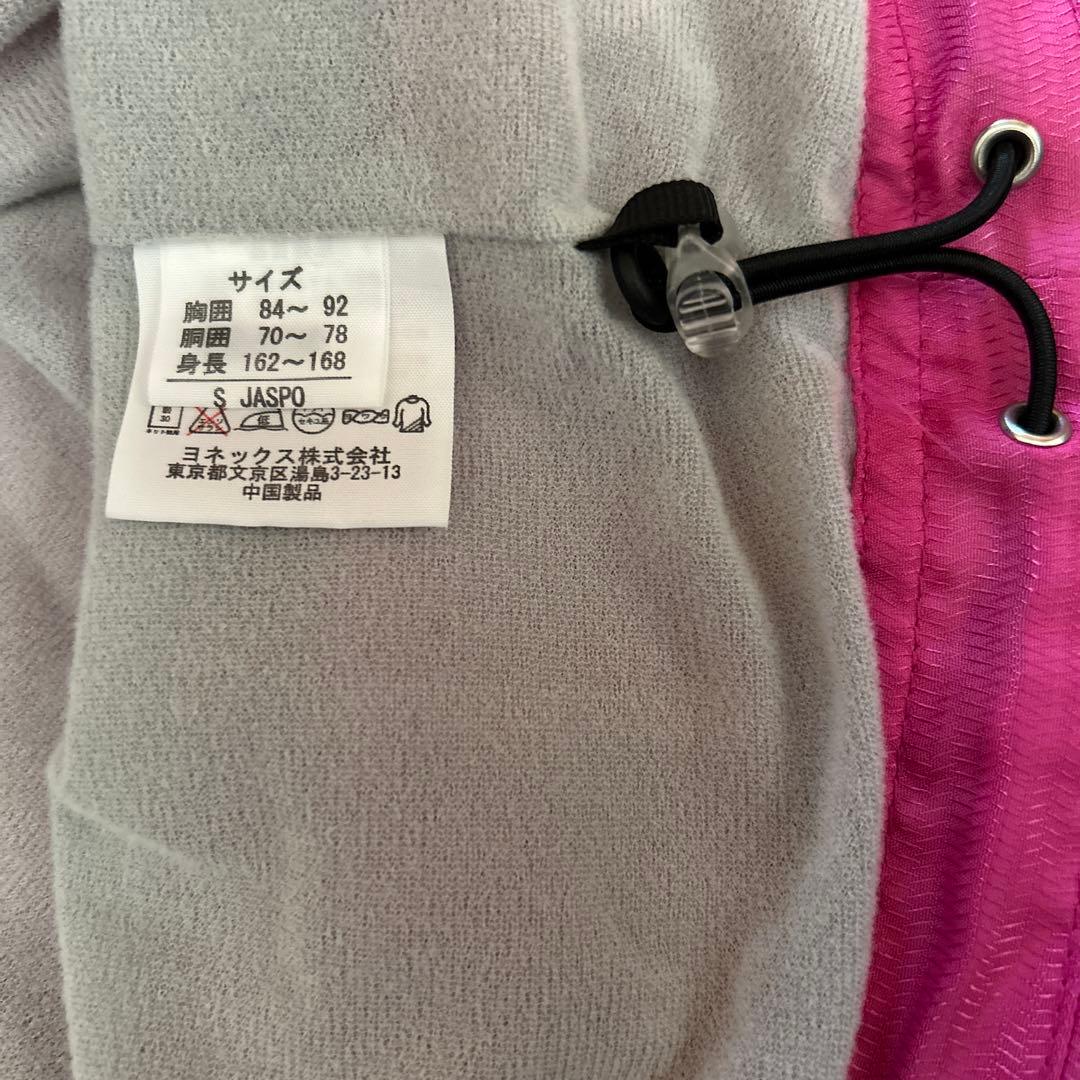 サイズ
胸囲 84〜 92
胴囲 70〜 78
身長 162〜168
S JASPO
30
低
ヨネックス株式会社
東京都文京区湯島3-23-13
中国製品